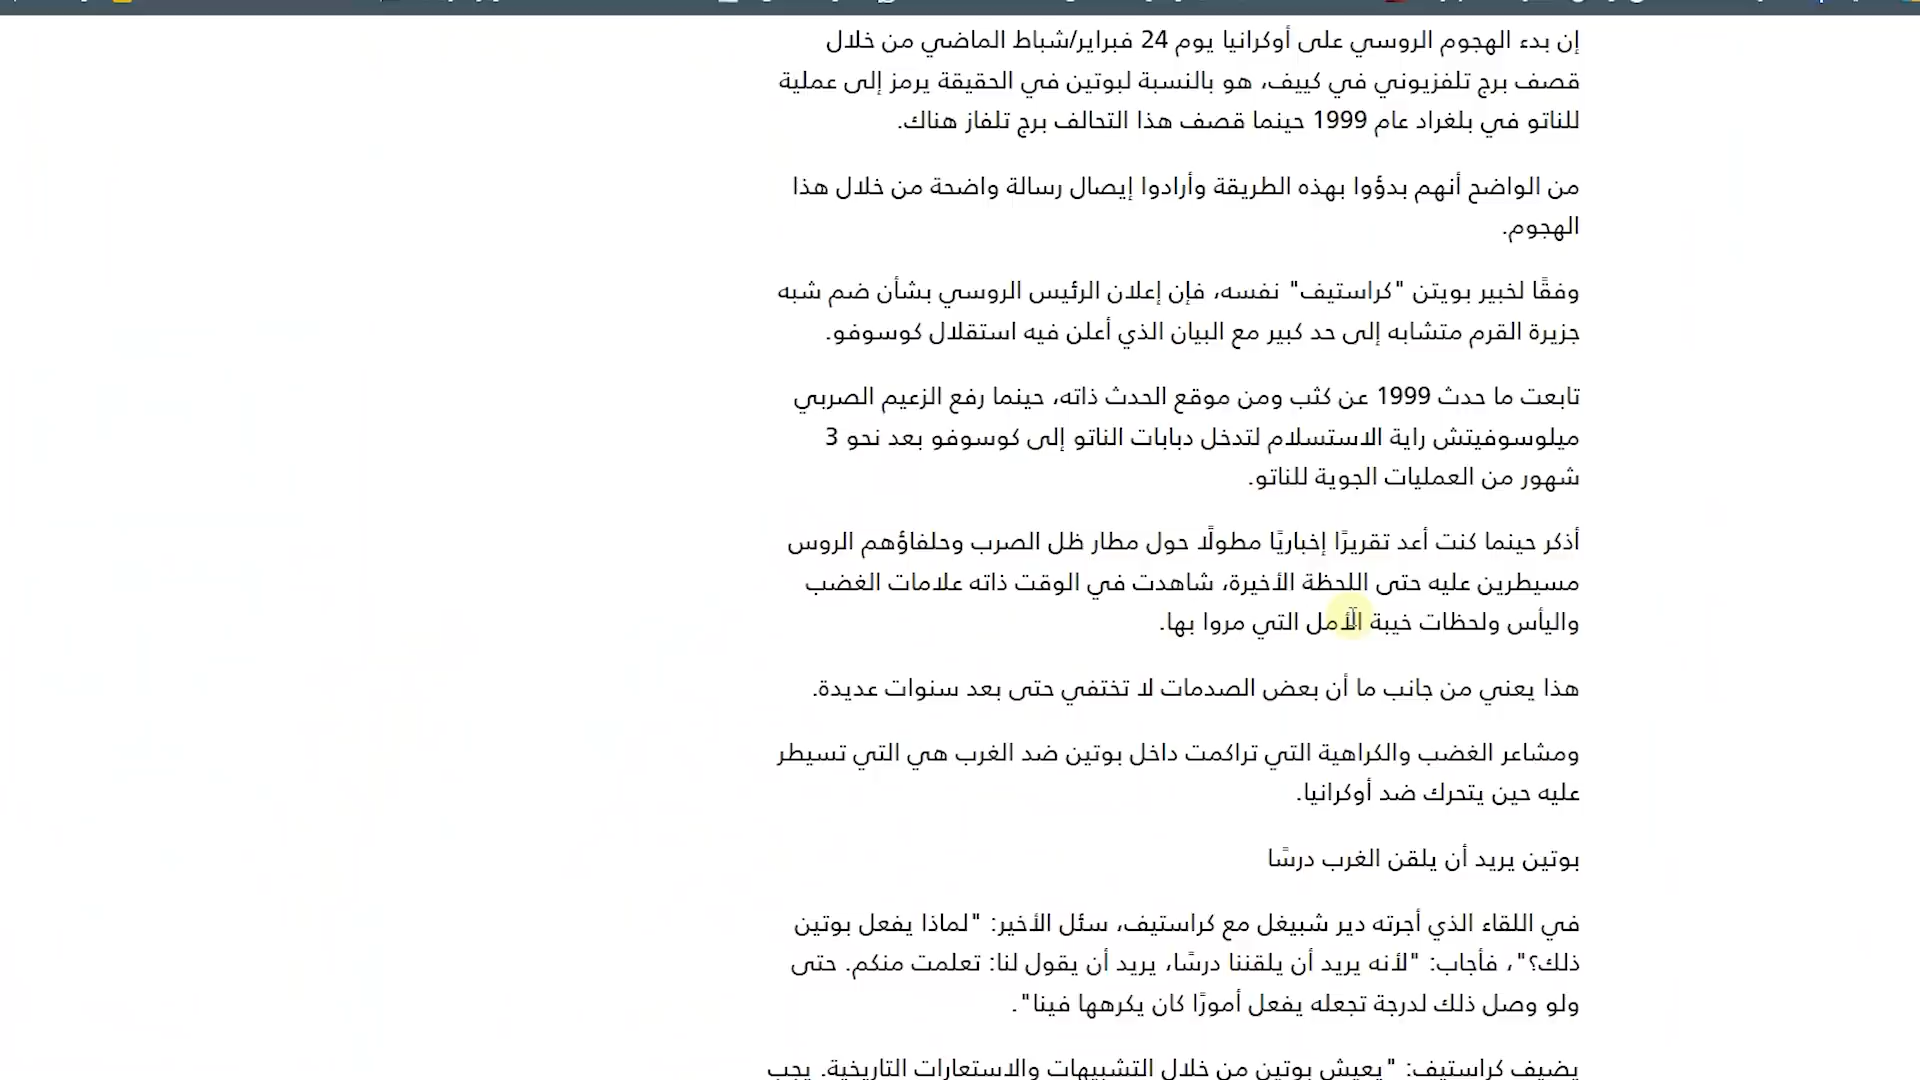 إن بدء الهجوم الروسي على أوكرانيا يوم 24 فبراير/شباط الماضي من خلال
قصف برج تلفزيوني في كييف، هو بالنسبة لبوتين في الحقيقة يرمز إلى عملية
للناتو في بلغراد عام 1999 حينما قصف هذا التحالف برج تلفاز هناك.
من الواضح أنهم بدؤوا بهذه الطريقة وأرادوا إيصال رسالة واضحة من خلال هذا
الهجوم.
وفقًا لخبير بويتن "كراستيف" نفسه، فإن إعلان الرئيس الروسي بشأن ضم شبه
جزيرة القرم متشابه إلى حد كبير مع البيان الذي أعلن فيه استقلال كوسوفو.
تابعت ما حدث 1999 عن كثب ومن موقع الحدث ذاته، حينما رفع الزعيم الصربي
ميلوسوفيتش راية الاستسلام لتدخل دبابات الناتو إلى كوسوفو بعد نحو 3
شهور من العمليات الجوية للناتو.
أذكر حينما كنت أعد تقريرًا إخباريًا مطولًا حول مطار ظل الصرب وحلفاؤهم الروس
مسيطرين عليه حتى اللحظة الأخيرة، شاهدت في الوقت ذاته علامات الغضب
واليأس ولحظات خيبة الأمل التي مروا بها.
هذا يعني من جانب ما أن بعض الصدمات لا تختفي حتى بعد سنوات عديدة.
ومشاعر الغضب والكراهية التي تراكمت داخل بوتين ضد الغرب هي التي تسيطر
عليه حين يتحرك ضد أوكرانيا.
بوتين يريد أن يلقن الغرب درسًا
في اللقاء الذي أجرته دير شبيغل مع كراستيف، سئل الأخير: "لماذا يفعل بوتين
ذلك؟"، فأجاب: "لأنه يريد أن يلقننا درسًا، يريد أن يقول لنا: تعلمت منكم. حتى
ولو وصل ذلك لدرجة تجعله يفعل أمورًا كان يكرهها فينا".
يضيف كراستيف: "يعيش بوتين من خلال التشبيهات والاستعارات التاريخية. يجب